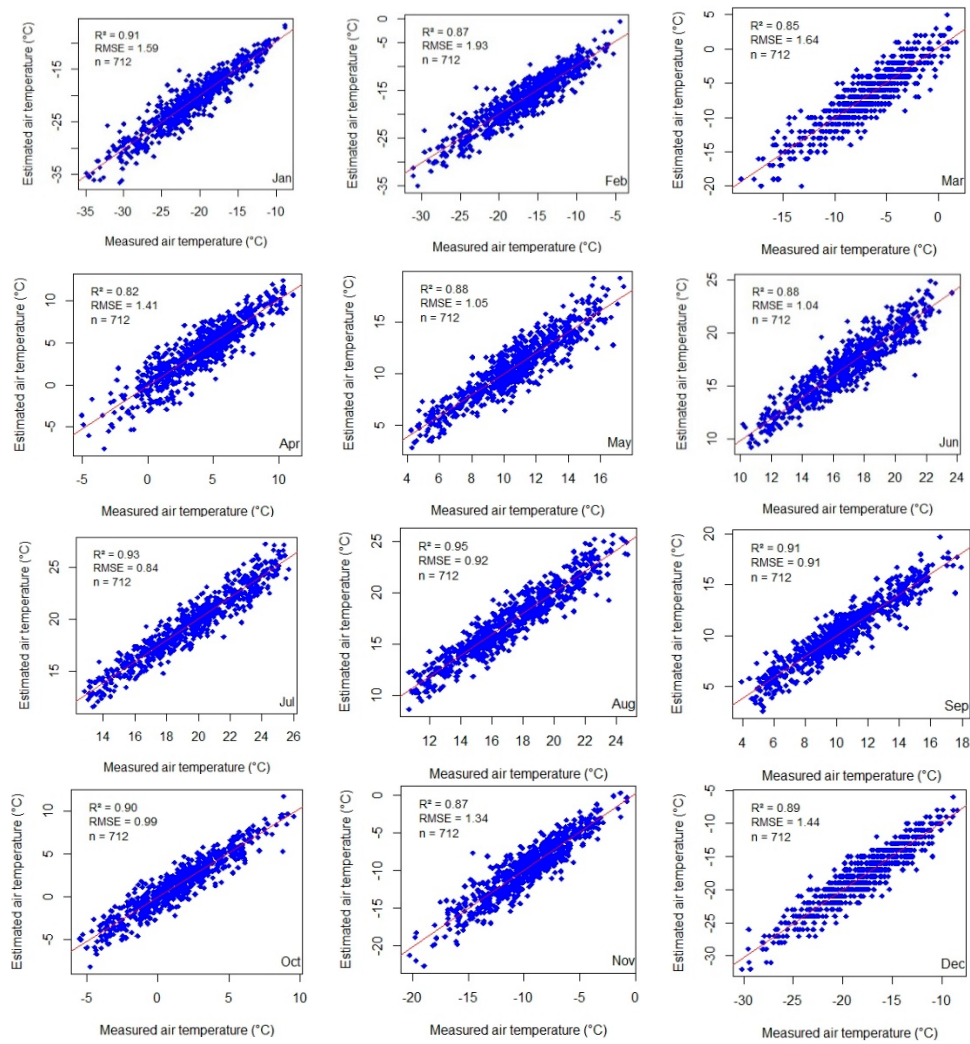 R² = 0.91
RMSE = 1.59
n = 712
Jan
-15
-25
-35
-35 -30 -25 -20 -15 -10
Estimated air temperature (°C)
Measured air temperature (°C)
R² = 0.87
RMSE = 1.93
n = 712
Feb
0
-5
-15
-25
-35
-30 -25 -20 -15 -10 -5
Estimated air temperature (°C)
Measured air temperature (°C)
R² = 0.85
RMSE = 1.64
n = 712
Mar
5
0
-5
-10
-15
-20
-15 -10 -5 0
Estimated air temperature (°C)
Measured air temperature (°C)
R² = 0.82
RMSE = 1.41
n = 712
Apr
10
5
0
-5
-5 0 5 10
Estimated air temperature (°C)
Measured air temperature (°C)
R² = 0.88
RMSE = 1.05
n = 712
May
15
10
5
4 6 8 10 12 14 16
Estimated air temperature (°C)
Measured air temperature (°C)
R² = 0.88
RMSE = 1.04
n = 712
Jun
25
20
15
10
10 12 14 16 18 20 22 24
Estimated air temperature (°C)
Measured air temperature (°C)
R² = 0.93
RMSE = 0.84
n = 712
Jul
25
20
15
14 16 18 20 22 24 26
Estimated air temperature (°C)
Measured air temperature (°C)
R² = 0.95
RMSE = 0.92
n = 712
Aug
25
20
15
10
12 14 16 18 20 22 24
Estimated air temperature (°C)
Measured air temperature (°C)
R² = 0.91
RMSE = 0.91
n = 712
Sep
20
15
10
5
4 6 8 10 12 14 16 18
Estimated air temperature (°C)
Measured air temperature (°C)
R² = 0.90
RMSE = 0.99
n = 712
Oct
10
5
0
-5
-5 0 5 10
Estimated air temperature (°C)
Measured air temperature (°C)
R² = 0.87
RMSE = 1.34
n = 712
Nov
0
-5
-10
-15
-20
-20 -15 -10 -5 0
Estimated air temperature (°C)
Measured air temperature (°C)
R² = 0.89
RMSE = 1.44
n = 712
Dec
-5
-10
-15
-20
-25
-30
-30 -25 -20 -15 -10
Estimated air temperature (°C)
Measured air temperature (°C)